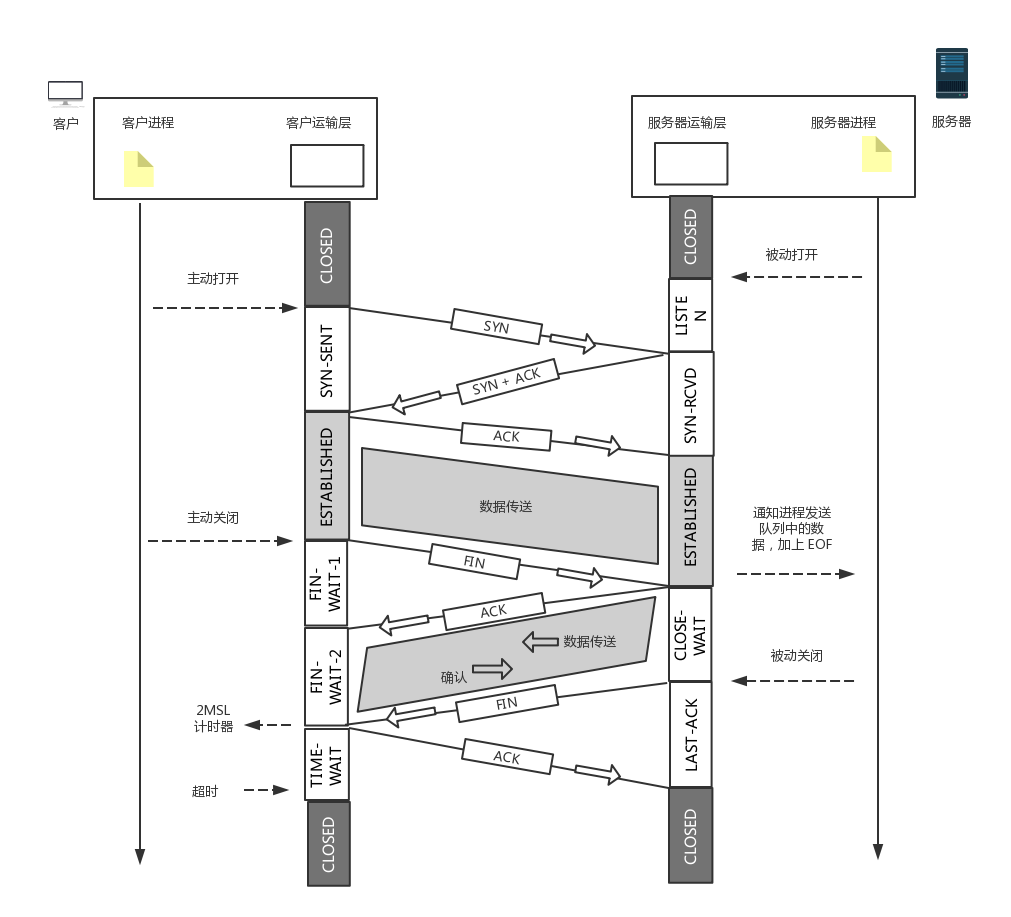 客户
客户进程
客户运输层
服务器运输层
服务器进程
服务器
CLOSED
CLOSED
主动打开
被动打开
LISTE
N
SYN
SYN-SENT
SYN + ACK
SYN-RCVD
ACK
ESTABLISHED
ESTABLISHED
数据传送
主动关闭
通知进程发送
队列中的数
据，加上 EOF
FIN
FIN-
WAIT-1
ACK
CLOSE-
WAIT
数据传送
确认
被动关闭
FIN-
WAIT-2
FIN
2MSL
计时器
LAST-ACK
ACK
TIME-
WAIT
超时
CLOSED
CLOSED